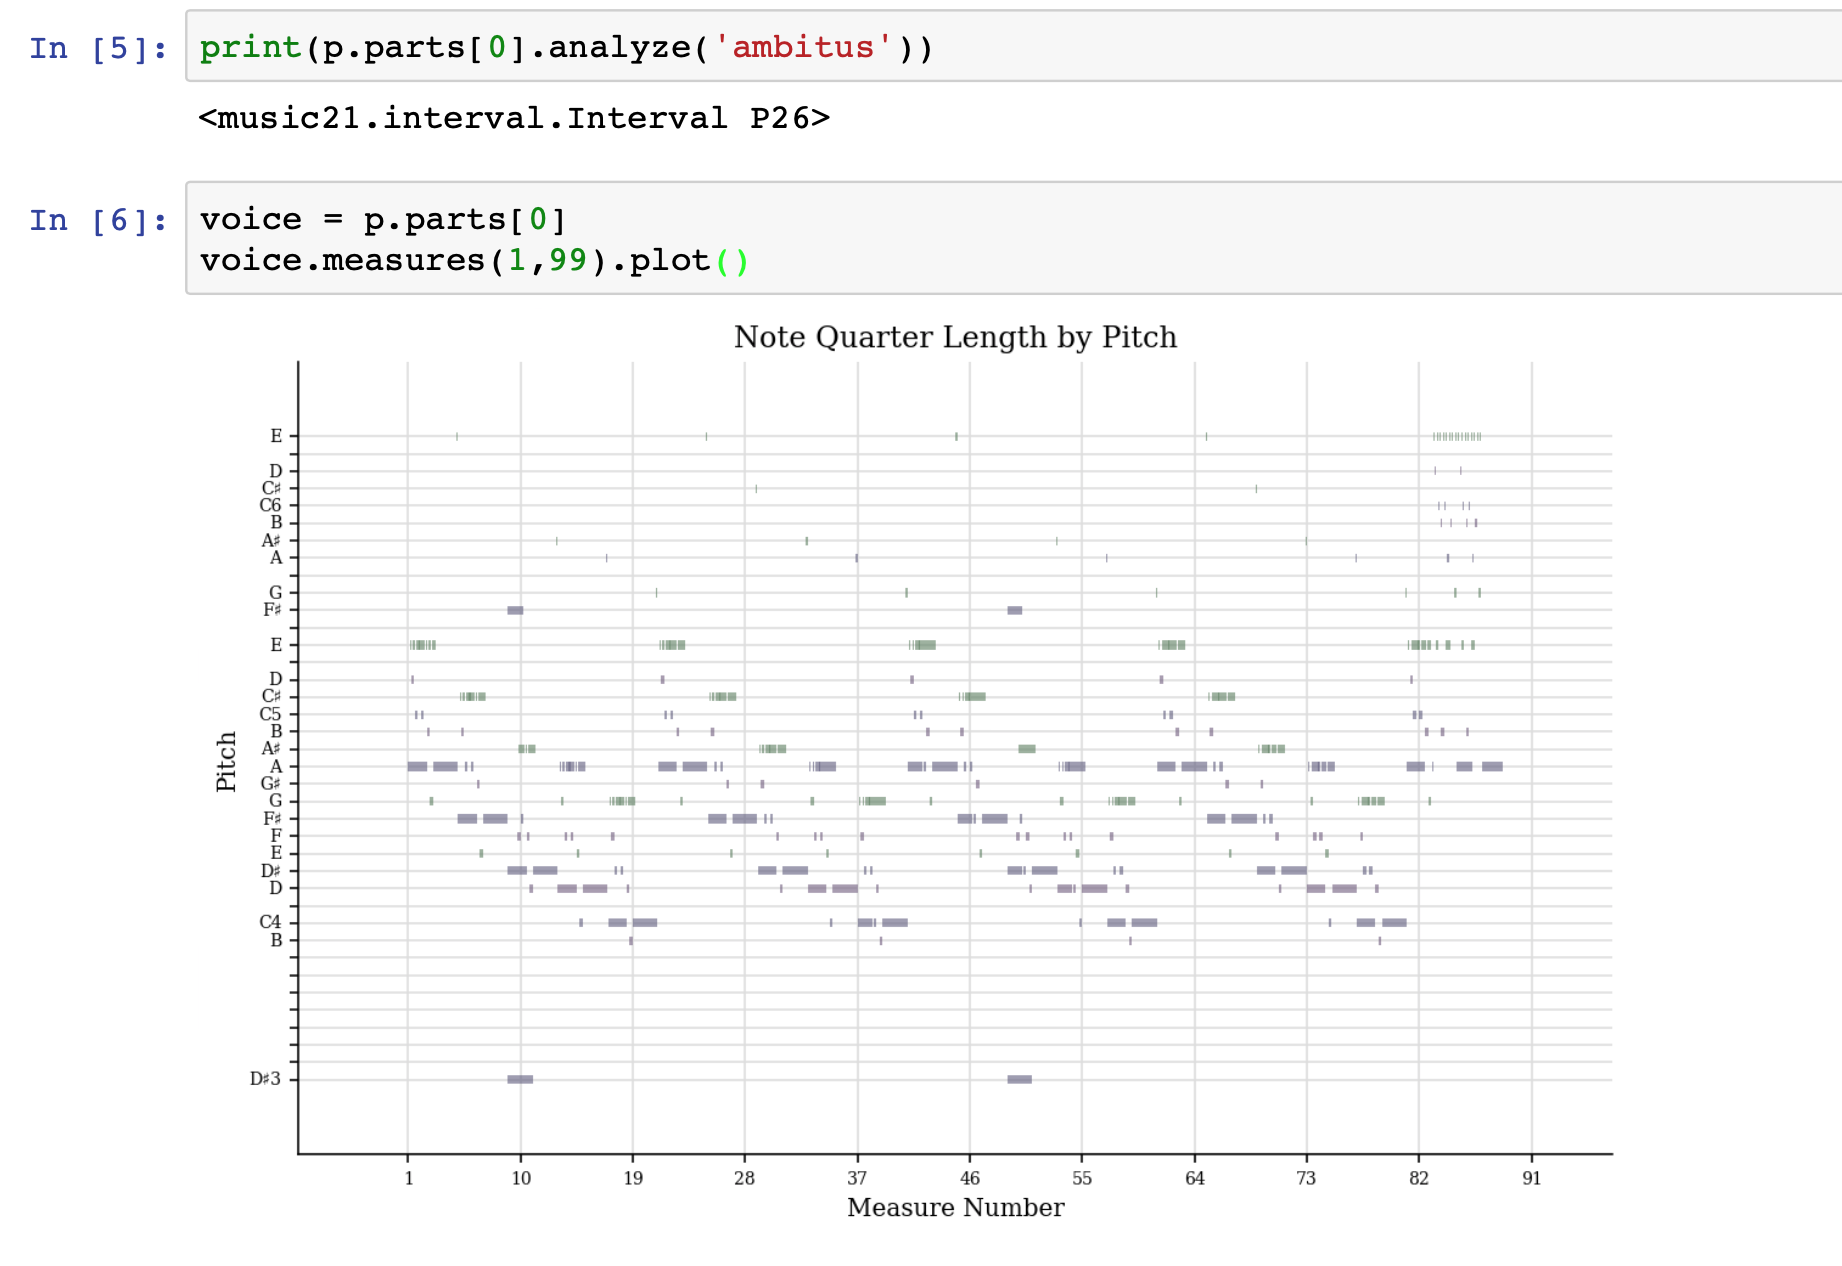 In [5]: print(p.parts[0].analyze('ambitus'))
<music21.interval.Interval P26>
In [6]: voice = p.parts[0]
voice.measures(1,99).plot()
Note Quarter Length by Pitch
E
D
C♯
C6
B
A♯
A
G
F♯
E
D
C♯
C5
B
A♯
A
G♯
G
F♯
F
E
D♯
D
C4
B
D♯3
Pitch
1 10 19 28 37 46 55 64 73 82 91
Measure Number